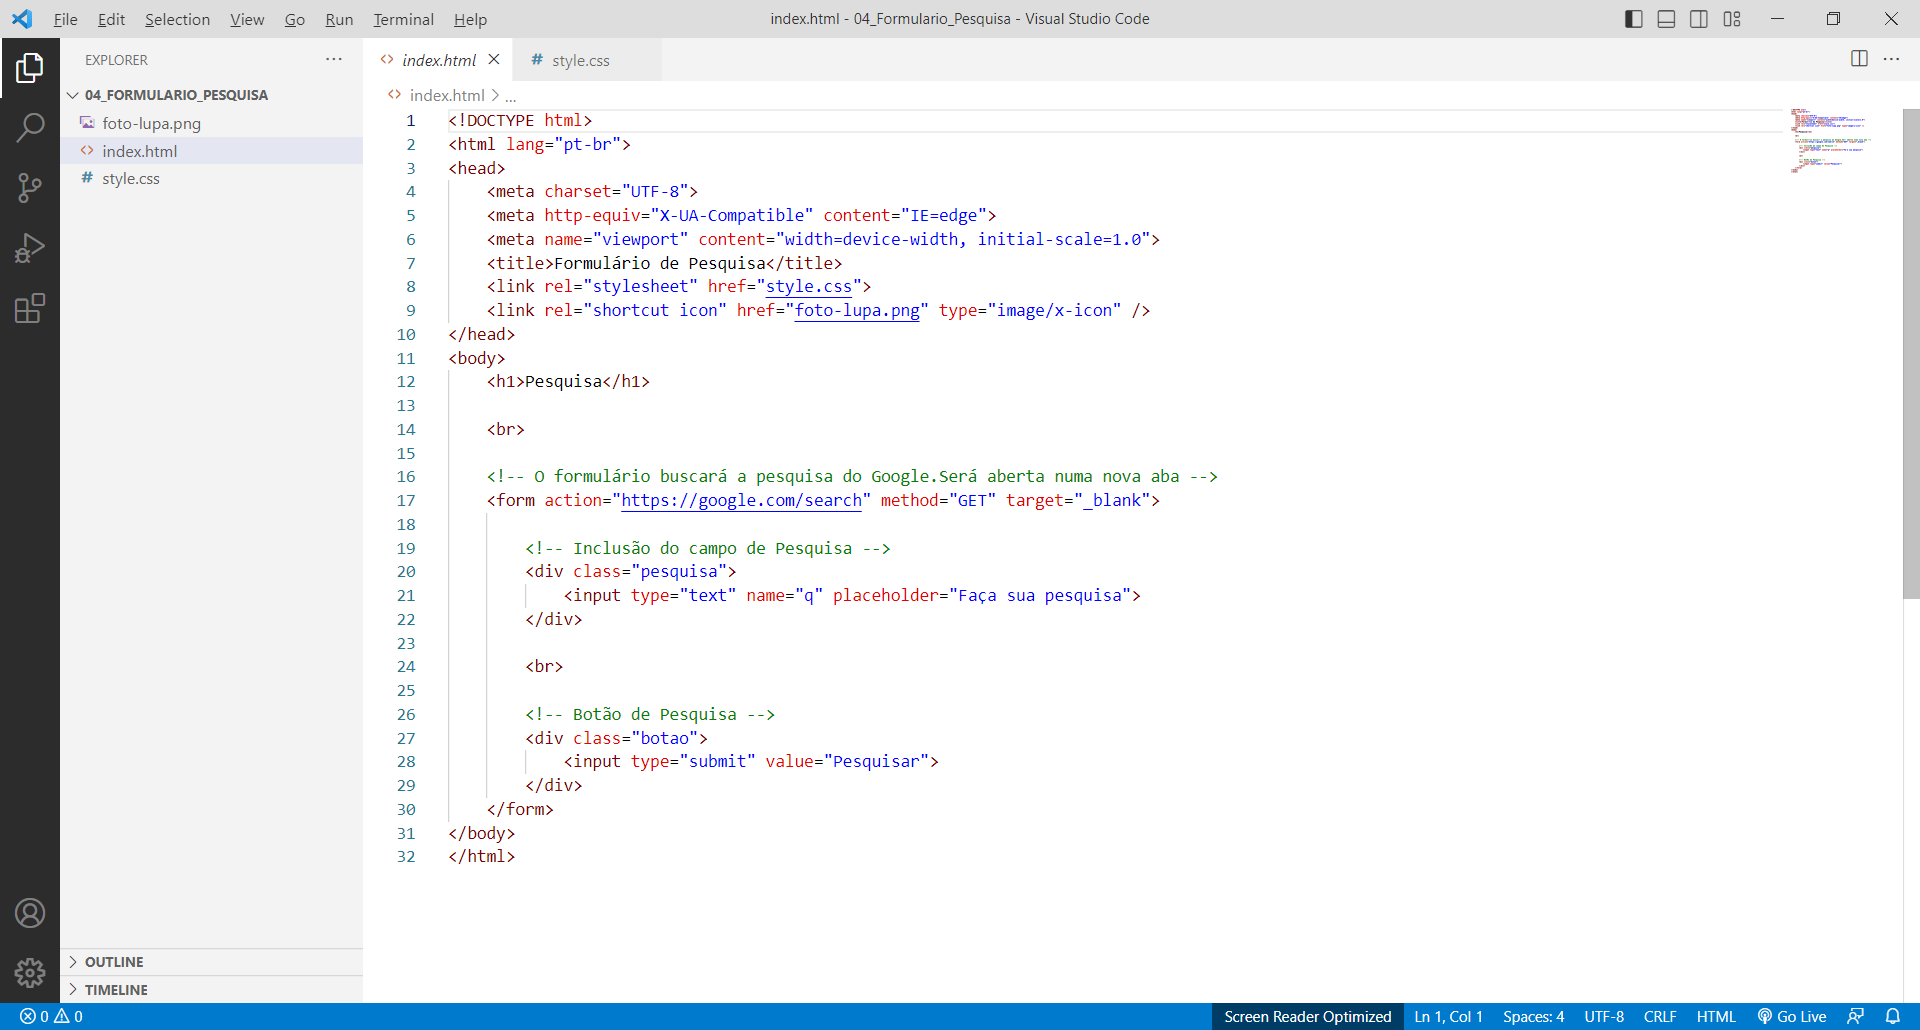 File Edit Selection View Go Run Terminal Help
index.html - 04_Formulario_Pesquisa - Visual Studio Code
EXPLORER
04_FORMULARIO_PESQUISA
foto-lupa.png
index.html
style.css
OUTLINE
TIMELINE
index.html style.css
index.html > ...
1 <!DOCTYPE html>
2 <html lang="pt-br">
3 <head>
4 <meta charset="UTF-8">
5 <meta http-equiv="X-UA-Compatible" content="IE=edge">
6 <meta name="viewport" content="width=device-width, initial-scale=1.0">
7 <title>Formulário de Pesquisa</title>
8 <link rel="stylesheet" href="style.css">
9 <link rel="shortcut icon" href="foto-lupa.png" type="image/x-icon" />
10 </head>
11 <body>
12 <h1>Pesquisa</h1>
13
14 <br>
15
16 <!-- O formulário buscará a pesquisa do Google.Será aberta numa nova aba -->
17 <form action="https://google.com/search" method="GET" target="_blank">
18
19 <!-- Inclusão do campo de Pesquisa -->
20 <div class="pesquisa">
21 <input type="text" name="q" placeholder="Faça sua pesquisa">
22 </div>
23
24 <br>
25
26 <!-- Botão de Pesquisa -->
27 <div class="botao">
28 <input type="submit" value="Pesquisar">
29 </div>
30 </form>
31 </body>
32 </html>
0 0 Screen Reader Optimized Ln 1, Col 1 Spaces: 4 UTF-8 CRLF HTML Go Live